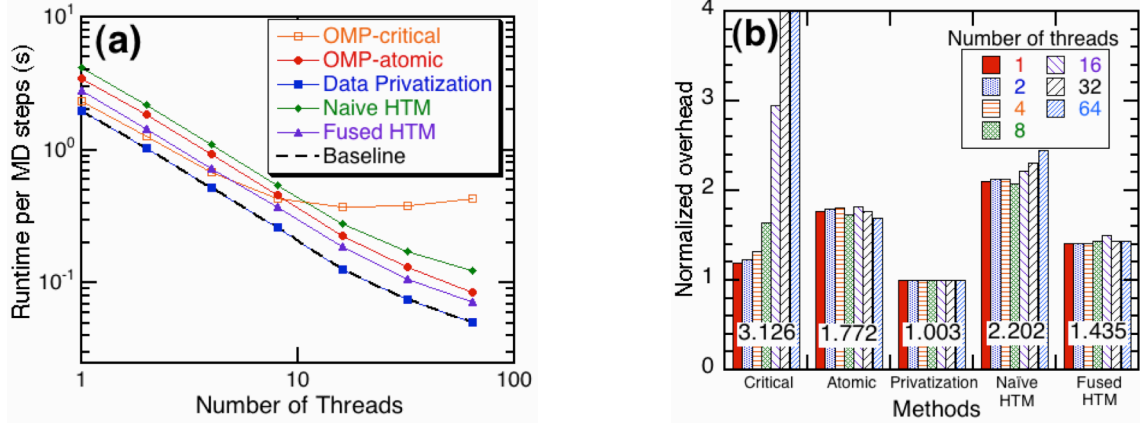 (a)
OMP-critical
OMP-atomic
Data Privatization
Naive HTM
Fused HTM
Baseline
Runtime per MD steps (s)
10^1
10^0
10^-1
1
10
100
Number of Threads
(b)
Number of threads
1
2
4
8
16
32
64
Normalized overhead
4
3
2
1
0
3.126
1.772
1.003
2.202
1.435
Critical
Atomic
Privatization
Naïve
HTM
Fused
HTM
Methods